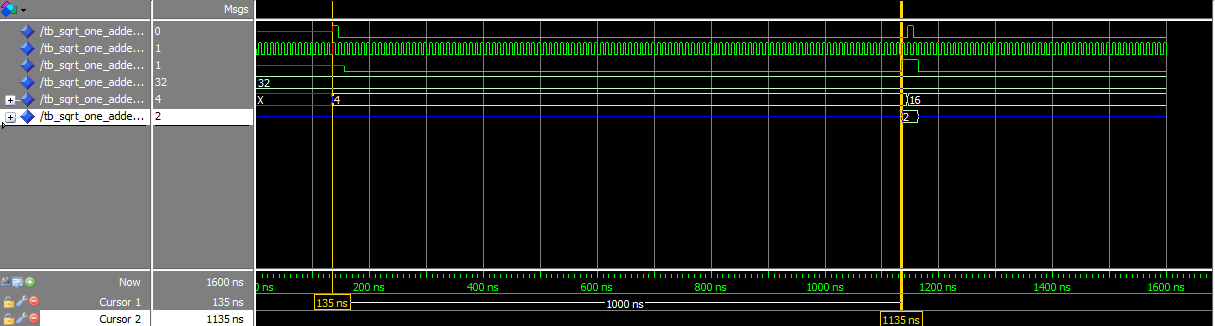 Msgs
/tb_sqrt_one_adde... 0
/tb_sqrt_one_adde... 1
/tb_sqrt_one_adde... 1
/tb_sqrt_one_adde... 32 32
/tb_sqrt_one_adde... 4 X 4 16
/tb_sqrt_one_adde... 2 2
Now 1600 ns ns 200 ns 400 ns 600 ns 800 ns 1000 ns 1200 ns 1400 ns 1600 ns
Cursor 1 135 ns 135 ns 1000 ns
Cursor 2 1135 ns 1135 ns